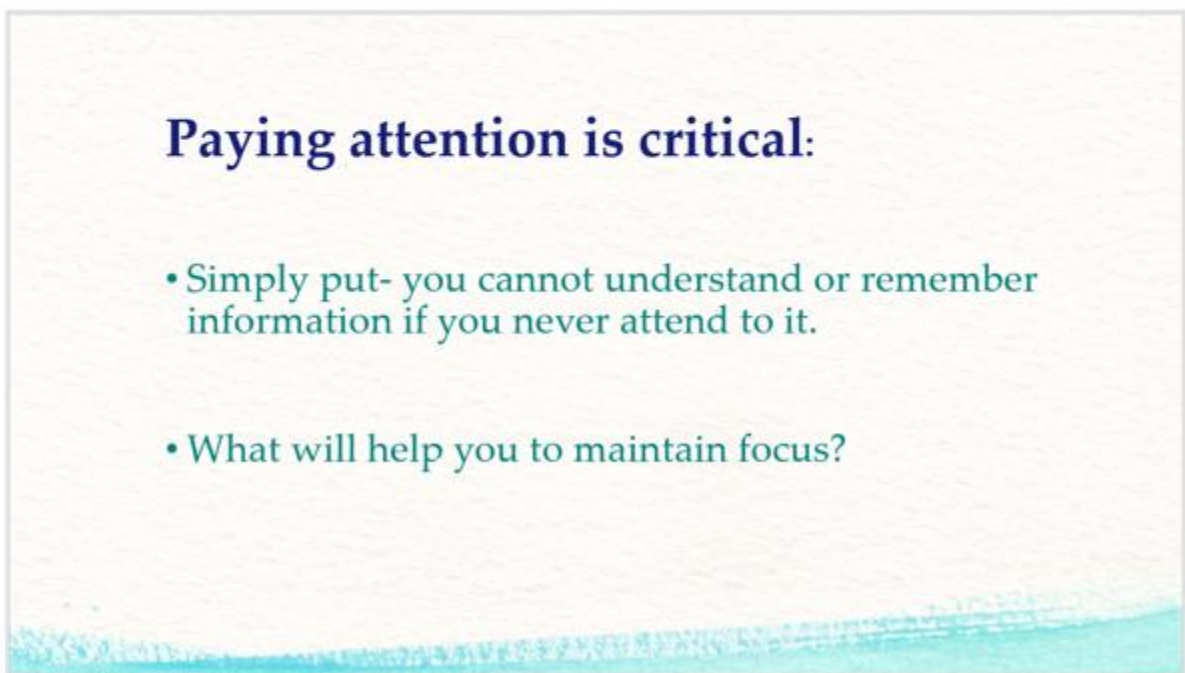 Paying attention is critical:
• Simply put- you cannot understand or remember
information if you never attend to it.
• What will help you to maintain focus?